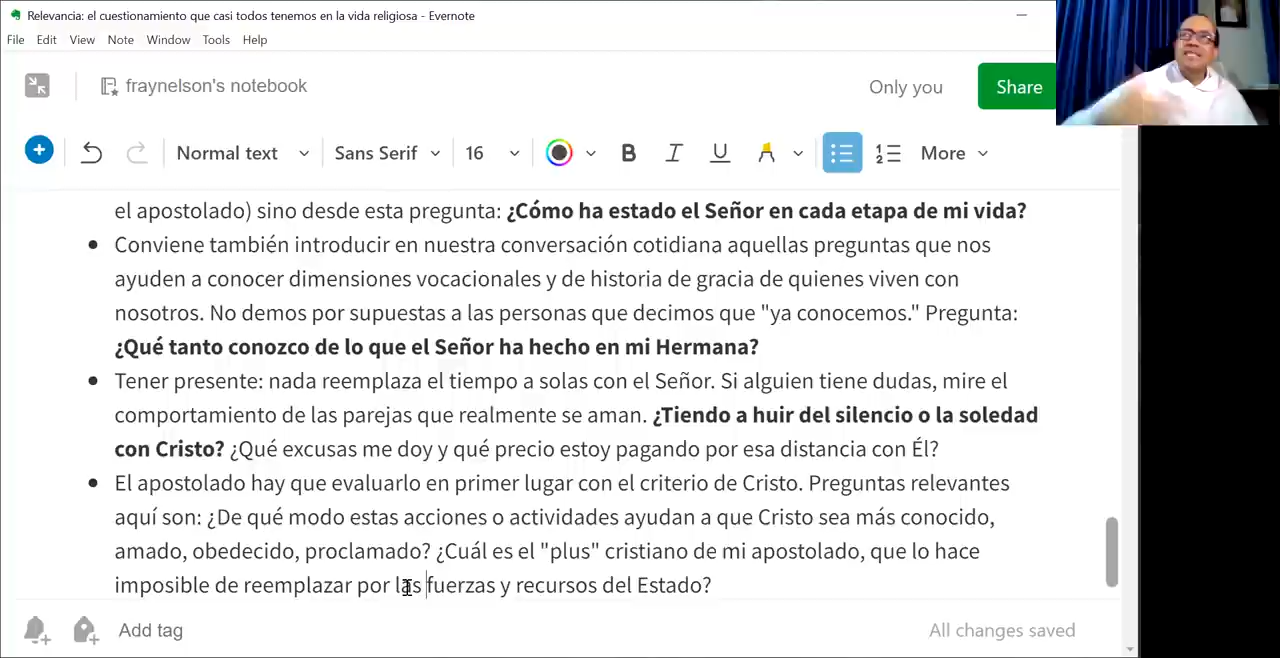 Relevancia: el cuestionamiento que casi todos tenemos en la vida religiosa - Evernote
File Edit View Note Window Tools Help
fraynelson's notebook
Only you
Share
Normal text
Sans Serif
16
B I U
More
el apostolado) sino desde esta pregunta: ¿Cómo ha estado el Señor en cada etapa de mi vida?
Conviene también introducir en nuestra conversación cotidiana aquellas preguntas que nos
ayuden a conocer dimensiones vocacionales y de historia de gracia de quienes viven con
nosotros. No demos por supuestas a las personas que decimos que "ya conocemos." Pregunta:
¿Qué tanto conozco de lo que el Señor ha hecho en mi Hermana?
Tener presente: nada reemplaza el tiempo a solas con el Señor. Si alguien tiene dudas, mire el
comportamiento de las parejas que realmente se aman. ¿Tiendo a huir del silencio o la soledad
con Cristo? ¿Qué excusas me doy y qué precio estoy pagando por esa distancia con Él?
El apostolado hay que evaluarlo en primer lugar con el criterio de Cristo. Preguntas relevantes
aquí son: ¿De qué modo estas acciones o actividades ayudan a que Cristo sea más conocido,
amado, obedecido, proclamado? ¿Cuál es el "plus" cristiano de mi apostolado, que lo hace
imposible de reemplazar por las fuerzas y recursos del Estado?
Add tag
All changes saved